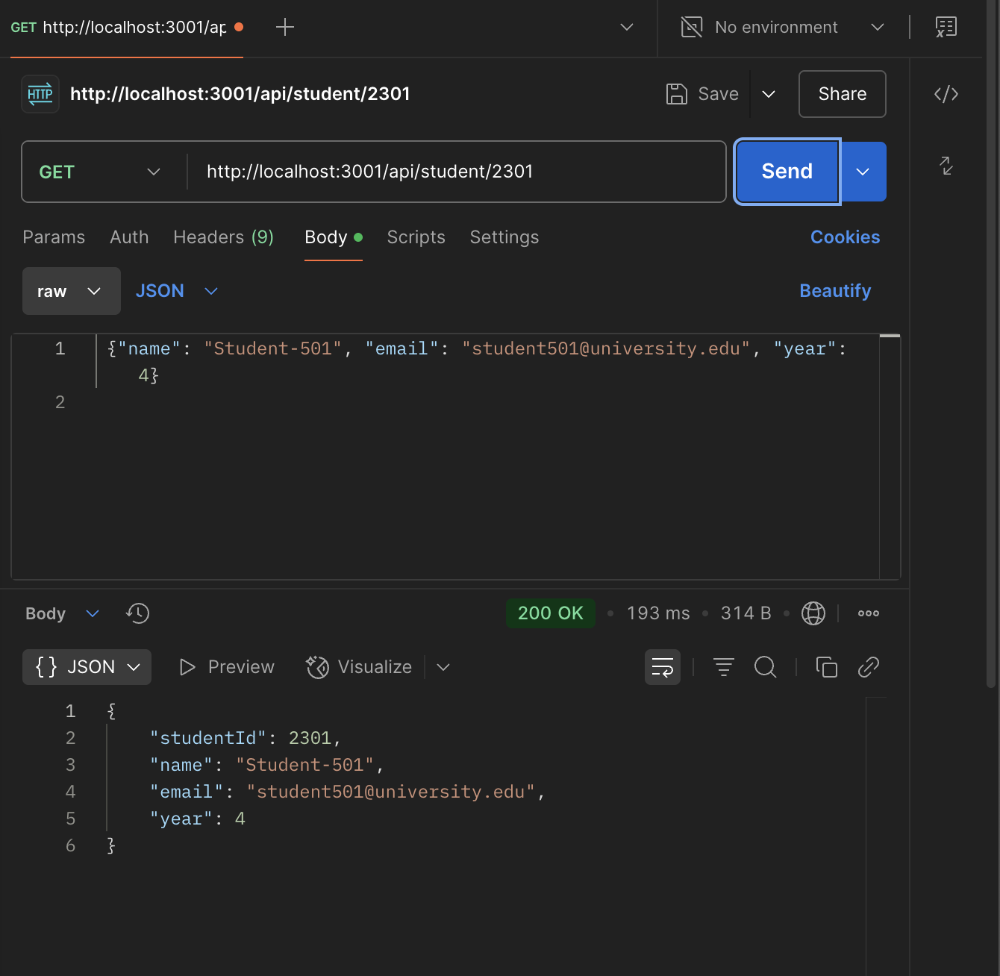 GET http://localhost:3001/ap
No environment
HTTP http://localhost:3001/api/student/2301
Save
Share
GET http://localhost:3001/api/student/2301
Send
Params Auth Headers (9) Body Scripts Settings Cookies
raw JSON Beautify
1 {"name": "Student-501", "email": "student501@university.edu", "year":
4}
2
Body 200 OK • 193 ms • 314 B •
{} JSON Preview Visualize
1 {
2 "studentId": 2301,
3 "name": "Student-501",
4 "email": "student501@university.edu",
5 "year": 4
6 }